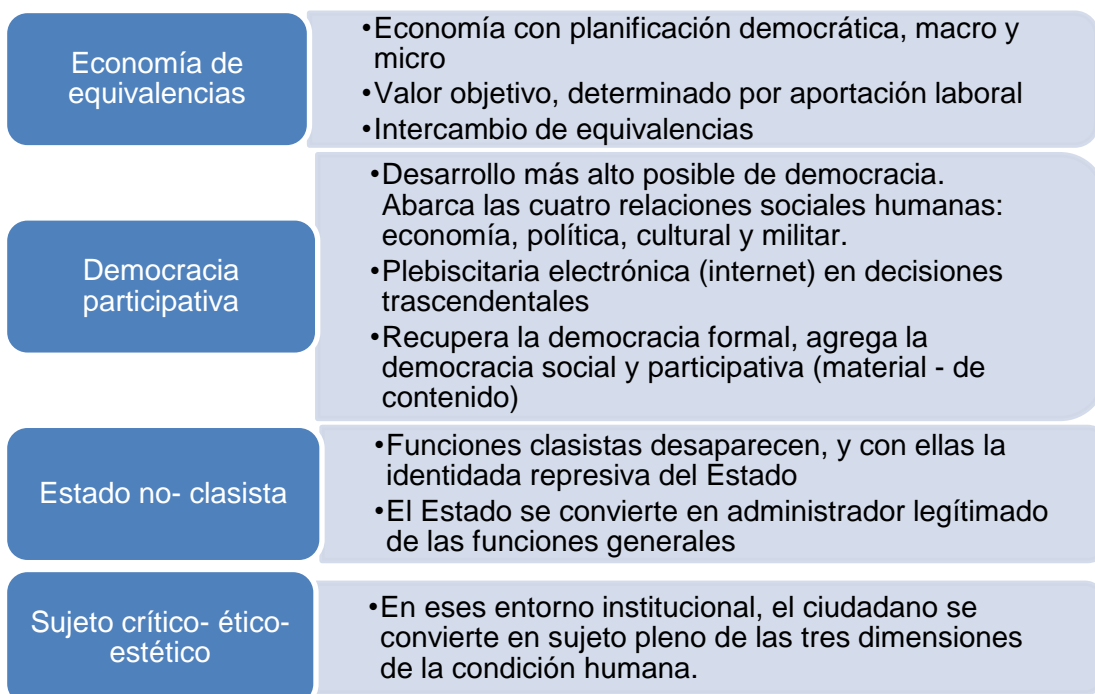 Economía de
equivalencias
•Economía con planificación democrática, macro y
micro
•Valor objetivo, determinado por aportación laboral
•Intercambio de equivalencias
Democracia
participativa
•Desarrollo más alto posible de democracia.
Abarca las cuatro relaciones sociales humanas:
economía, política, cultural y militar.
•Plebiscitaria electrónica (internet) en decisiones
trascendentales
•Recupera la democracia formal, agrega la
democracia social y participativa (material - de
contenido)
Estado no- clasista
•Funciones clasistas desaparecen, y con ellas la
identidada represiva del Estado
•El Estado se convierte en administrador legítimado
de las funciones generales
Sujeto crítico- ético-
estético
•En eses entorno institucional, el ciudadano se
convierte en sujeto pleno de las tres dimensiones
de la condición humana.